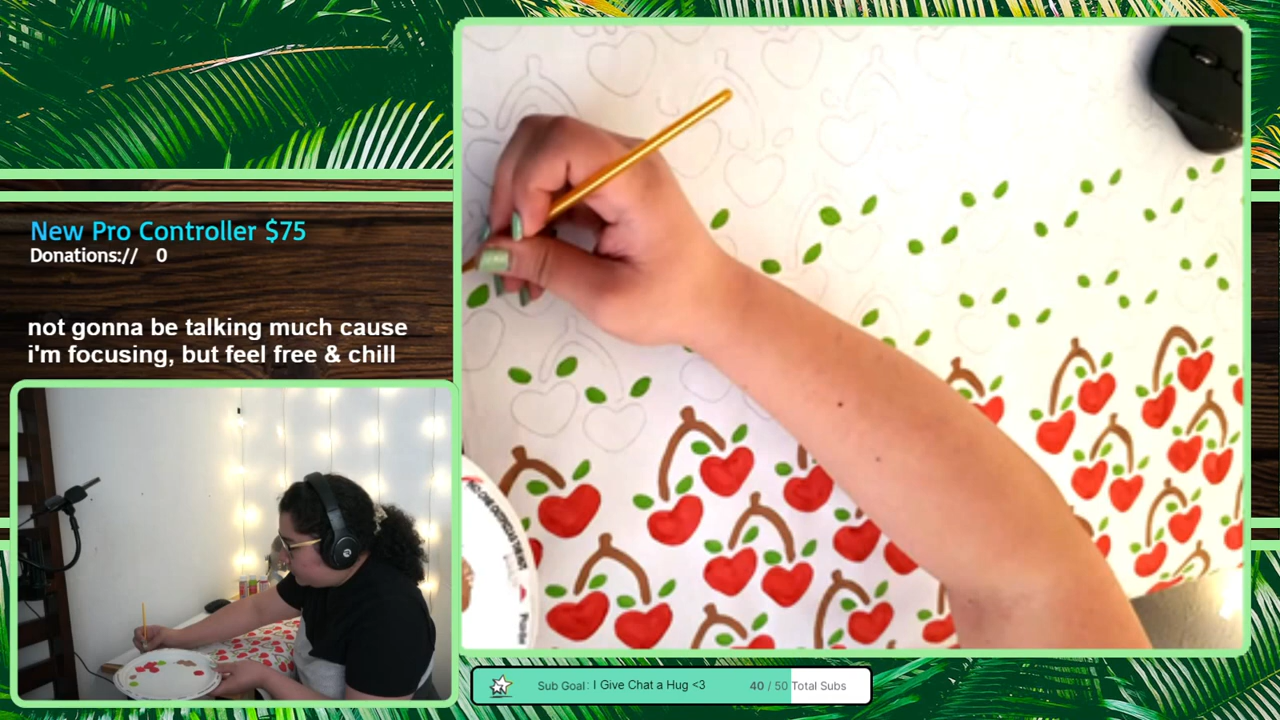 New Pro Controller $75
Donations:// 0
not gonna be talking much cause
i'm focusing, but feel free & chill
Sub Goal: I Give Chat a Hug <3 40 / 50 Total Subs